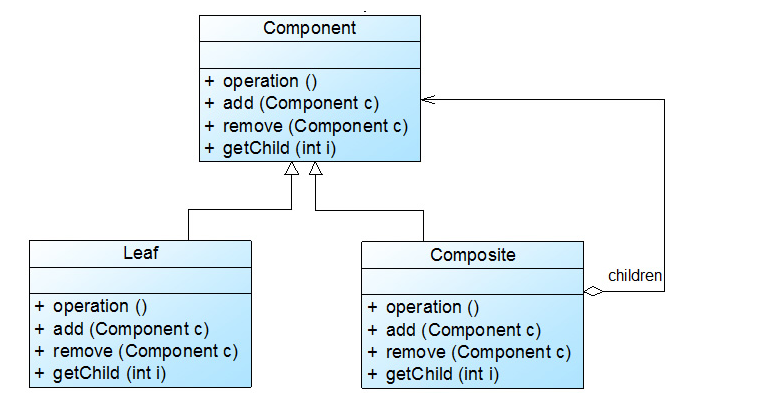 Component
+ operation ()
+ add (Component c)
+ remove (Component c)
+ getChild (int i)
Leaf
+ operation ()
+ add (Component c)
+ remove (Component c)
+ getChild (int i)
Composite
+ operation ()
+ add (Component c)
+ remove (Component c)
+ getChild (int i)
children